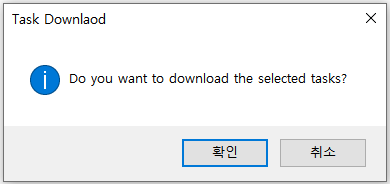 Task Downlaod
Do you want to download the selected tasks?
확인
취소